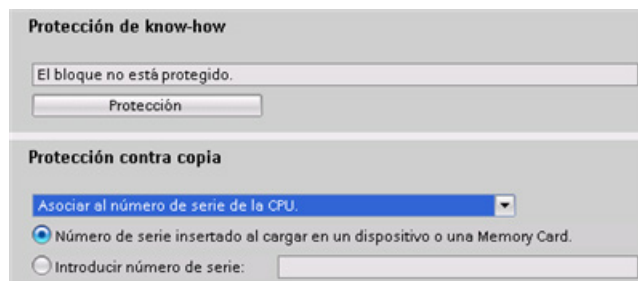 Protección de know-how
El bloque no está protegido.
Protección
Protección contra copia
Asociar al número de serie de la CPU.
Número de serie insertado al cargar en un dispositivo o una Memory Card.
Introducir número de serie: